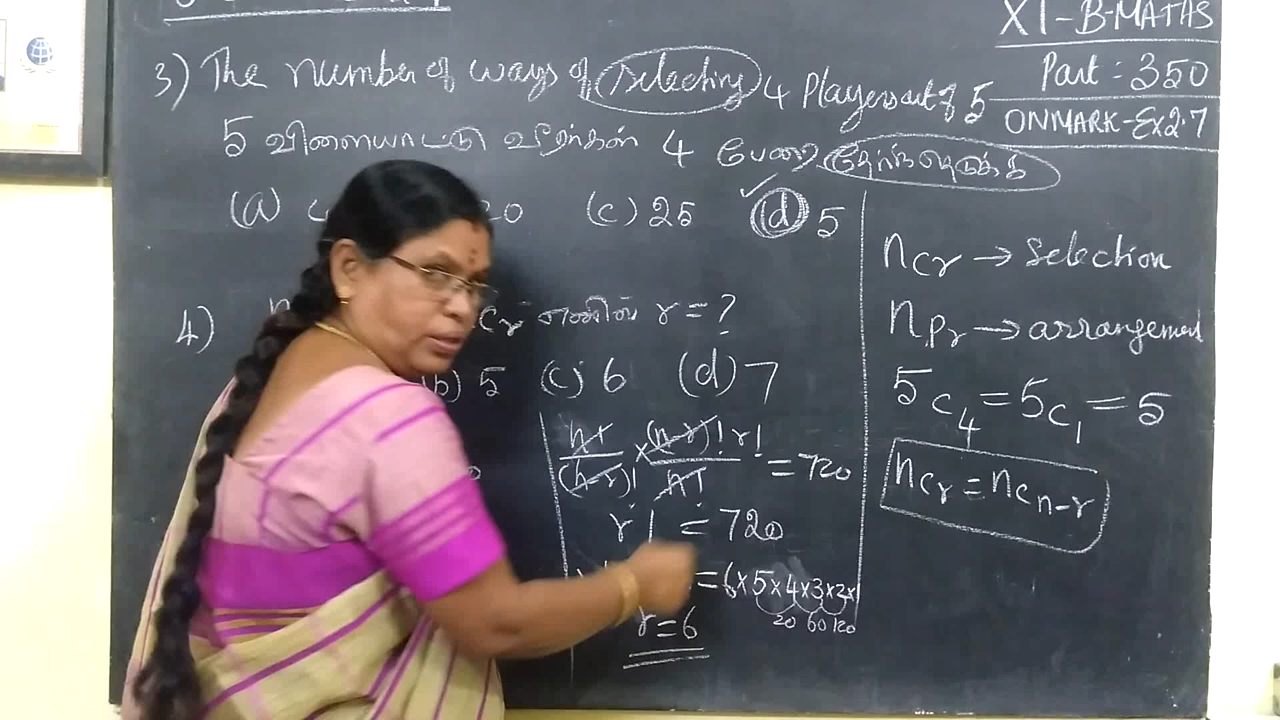 XI-B-MATHS
Part: 350
ONMARK-Ex2.7
3) The number of ways of selecting 4 Players out of 5
5 விளையாட்டு வீரர்கள் 4 பேரை தேர்ந்தெடுக்க
(a) 20 (c) 25 (d) 5
4) Cr எனில் r = ?
(b) 5 (c) 6 (d) 7
n!/(n-r)! × (n-r)! r!/n! = 720
r! = 720
= 6×5×4×3×2×1
20 60 120
r = 6
nCr → Selection
nPr → arrangement
5C4 = 5C1 = 5
nCr = nCn-r